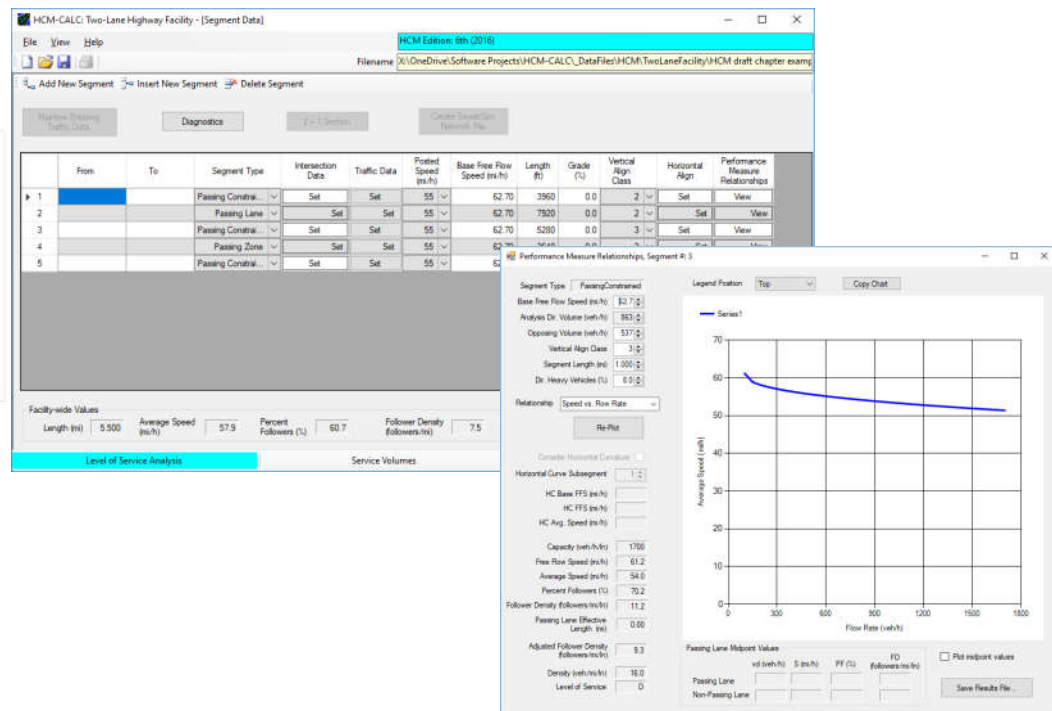 HCM-CALC: Two-Lane Highway Facility - [Segment Data]
File View Help
HCM Edition: 6th (2016)
Filename X:\OneDrive\Software Projects\HCM-CALC\_DataFiles\HCM\TwoLaneFacility\HCM draft chapter examp
Add New Segment Insert New Segment Delete Segment
Traffic Data Diagnostics 2 + 1 Section Network File
From To Segment Type Intersection Data Traffic Data Posted Speed (mi/h) Base Free Flow Speed (mi/h) Length (ft) Grade (%) Vertical Align Class Horizontal Align Performance Measure Relationships
1 Passing Constrai... Set Set 55 62.70 3960 0.0 2 Set View
2 Passing Lane Set Set 55 62.70 7920 0.0 2 Set View
3 Passing Constrai... Set Set 55 62.70 5280 0.0 3 Set View
4 Passing Zone Set Set 55
5 Passing Constrai... Set Set 55
Facility-wide Values
Length (mi) 5.500 Average Speed (mi/h) 57.9 Percent Followers (%) 60.7 Follower Density (followers/mi) 7.5
Level of Service Analysis Service Volumes
Performance Measure Relationships, Segment #: 3
Segment Type PassingConstrained
Base Free Flow Speed (mi/h) 62.7
Analysis Dir. Volume (veh/h) 863
Opposing Volume (veh/h) 537
Vertical Align Class 3
Segment Length (mi) 1.000
Dir. Heavy Vehicles (%) 8.0
Relationship Speed vs. Flow Rate
Re-Plot
Consider Horizontal Curvature
Horizontal Curve Subsegment 1
HC Base FFS (mi/h)
HC FFS (mi/h)
HC Avg. Speed (mi/h)
Capacity (veh/h/ln) 1700
Free Flow Speed (mi/h) 61.2
Average Speed (mi/h) 54.0
Percent Followers (%) 70.2
Follower Density (followers/mi/ln) 11.2
Passing Lane Effective Length (mi) 0.00
Adjusted Follower Density (followers/mi/ln) 9.3
Density (veh/mi/ln) 16.0
Level of Service D
Legend Position Top Copy Chart
Series1
70
60
50
40
30
20
10
0
Average Speed (mi/h)
0 300 600 900 1200 1500 1800
Flow Rate (veh/h)
Passing Lane Midpoint Values
vd (veh/h) S (mi/h) PF (%) FD (followers/mi/ln)
Passing Lane
Non-Passing Lane
Plot midpoint values
Save Results File...